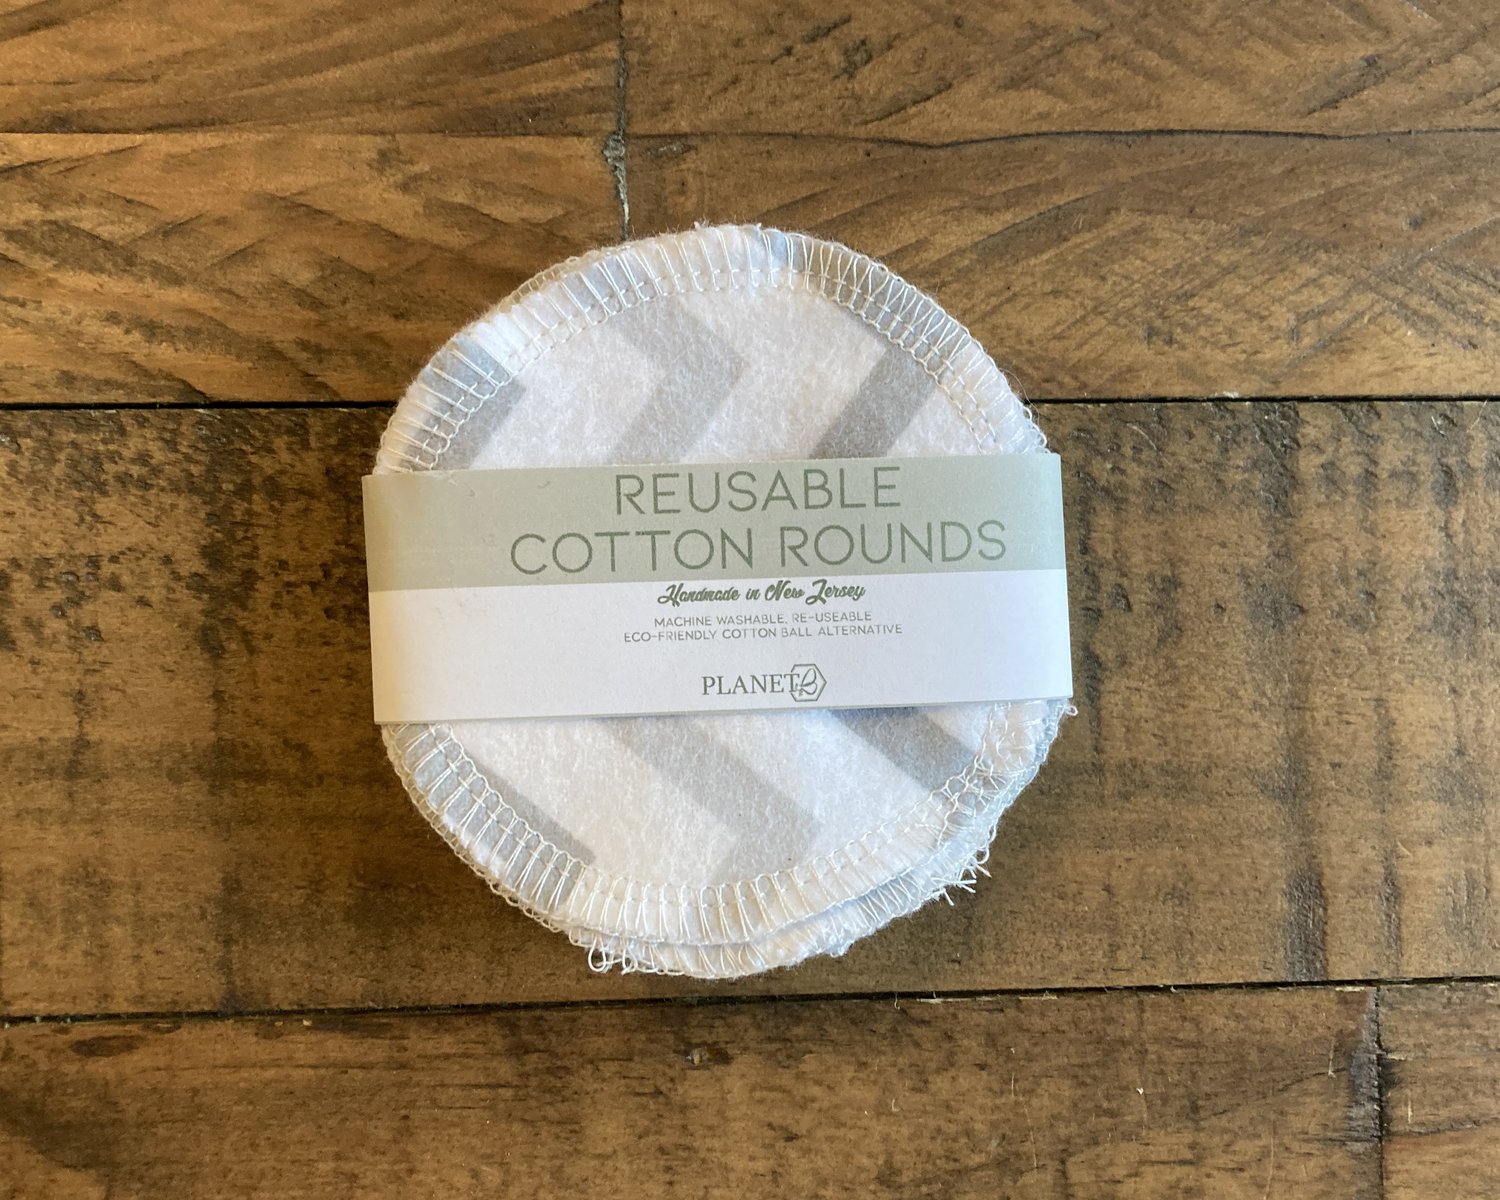 REUSABLE
COTTON ROUNDS
Handmade in New Jersey
MACHINE WASHABLE, RE-USEABLE
ECO-FRIENDLY COTTON BALL ALTERNATIVE
PLANET B